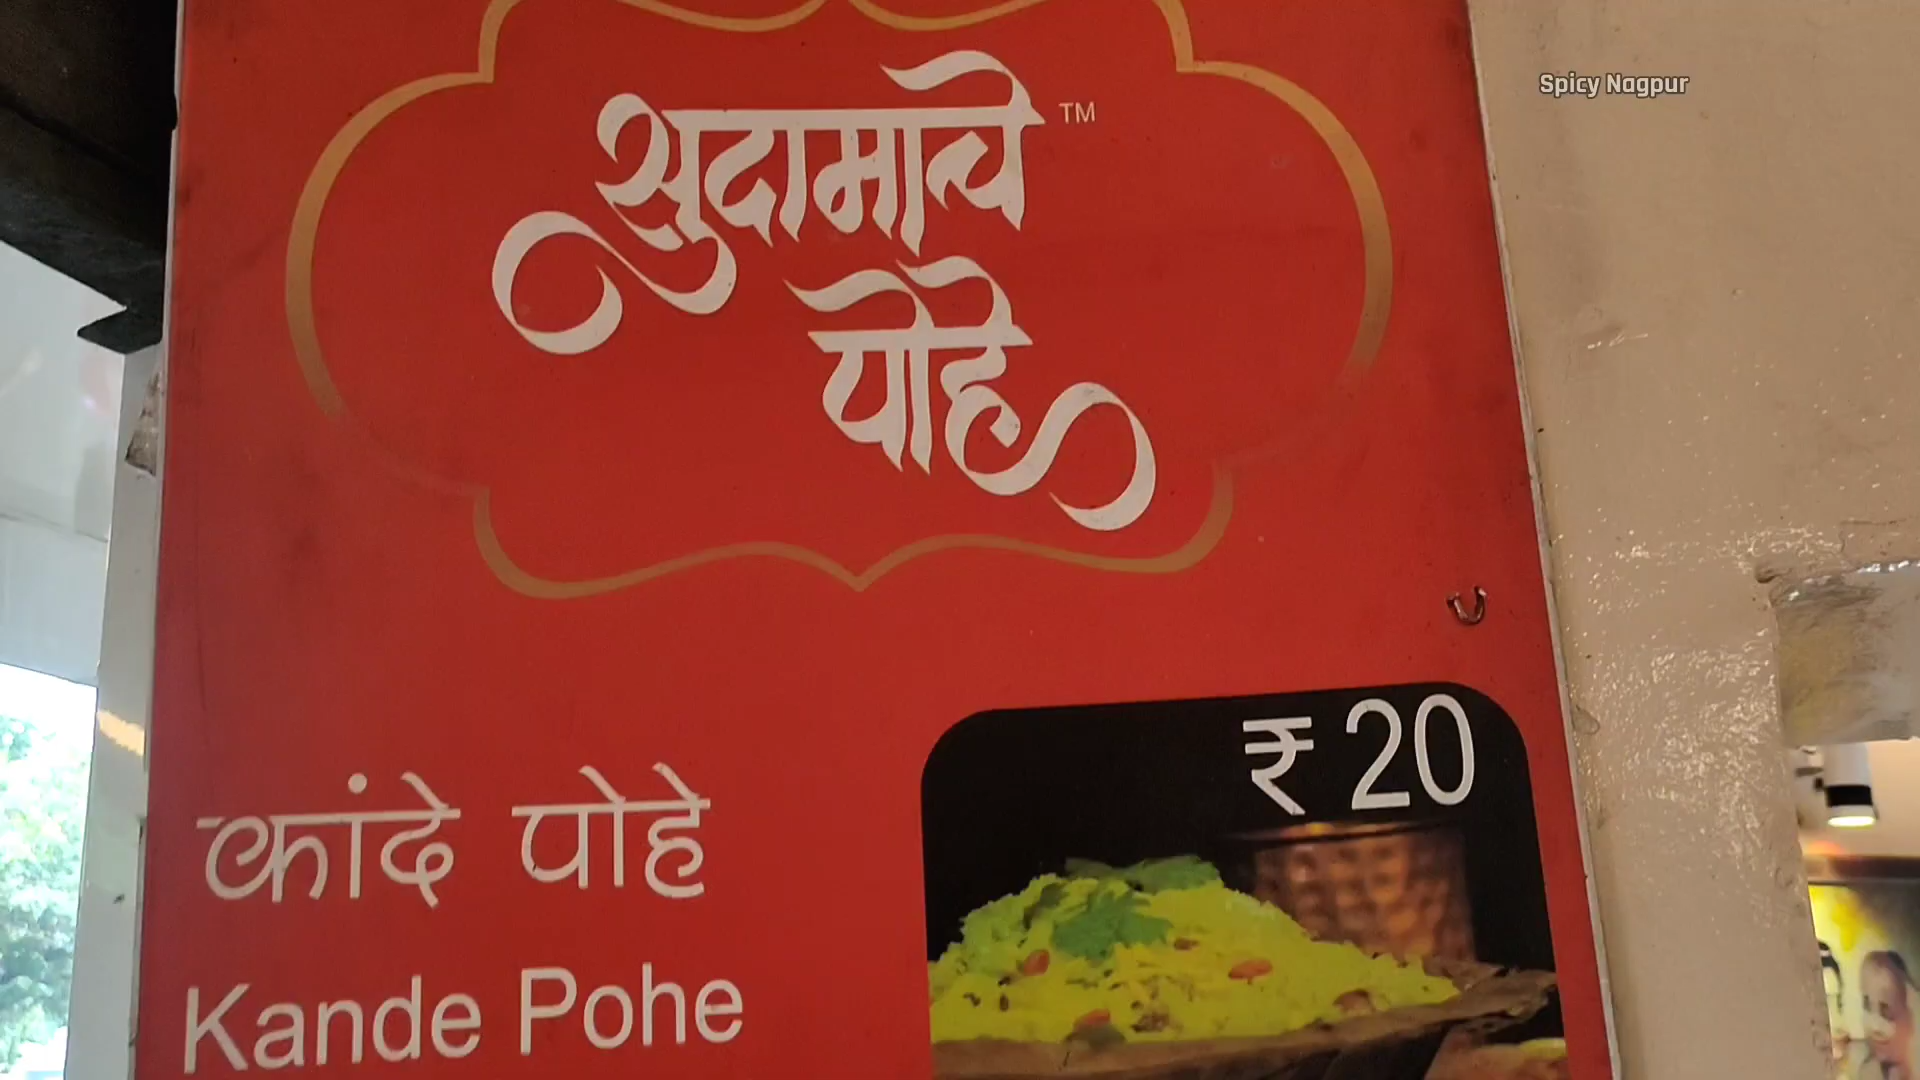 Spicy Nagpur
सुदामाचे ™
पोहे
₹ 20
कांदे पोहे
Kande Pohe